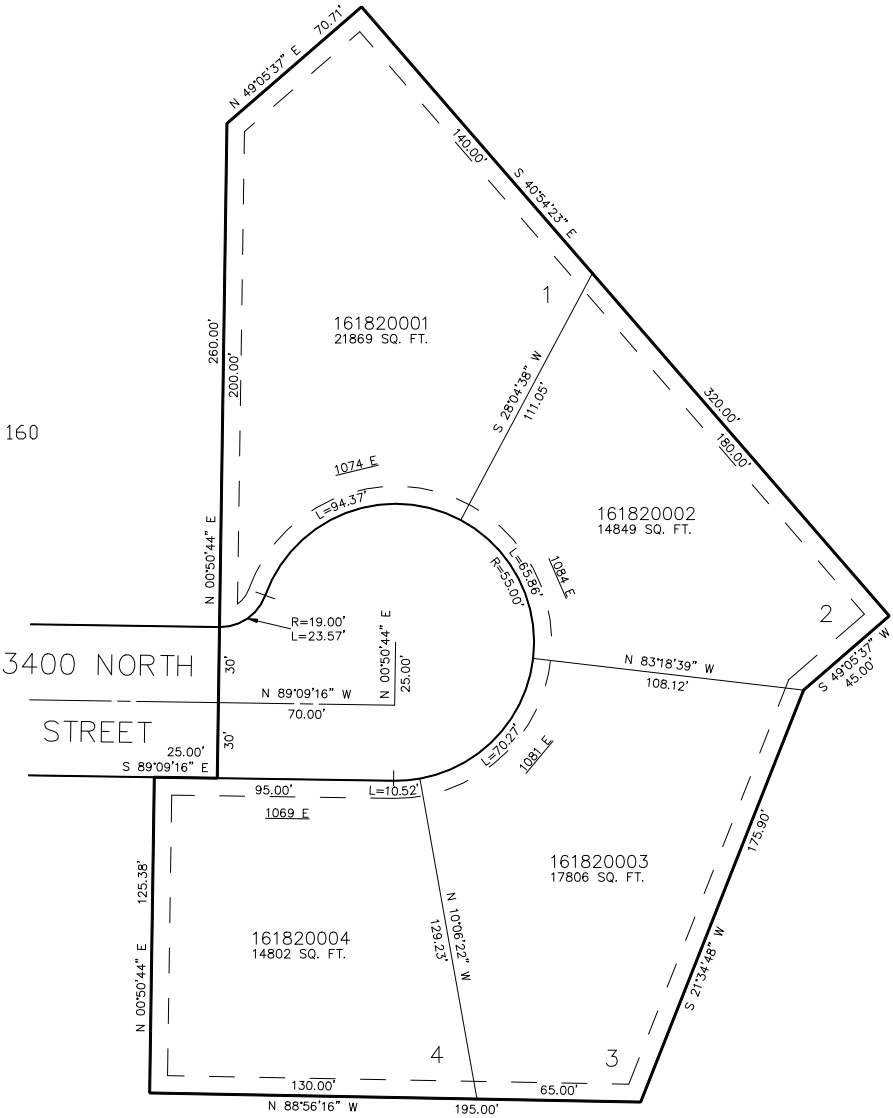 70.71'
N 49°05'37" E
140.00'
S 40°54'23" E
1
161820001
21869 SQ. FT.
260.00'
200.00'
S 28°04'38" W
111.05'
320.00'
180.00'
160
1074 E
L=94.37'
161820002
14849 SQ. FT.
N 00°50'44" E
L=65.86'
R=55.00'
1084 E
2
R=19.00'
L=23.57'
N 00°50'44" E
25.00'
S 49°05'37" W
45.00'
3400 NORTH
30'
N 83°18'39" W
108.12'
N 89°09'16" W
70.00'
STREET
30'
25.00'
S 89°09'16" E
L=70.27'
1081 E
95.00'
L=10.52'
1069 E
175.90'
161820003
17806 SQ. FT.
125.38'
N 10°06'22" W
129.23'
161820004
14802 SQ. FT.
N 00°50'44" E
S 21°34'48" W
4
3
130.00'
65.00'
N 88°56'16" W
195.00'